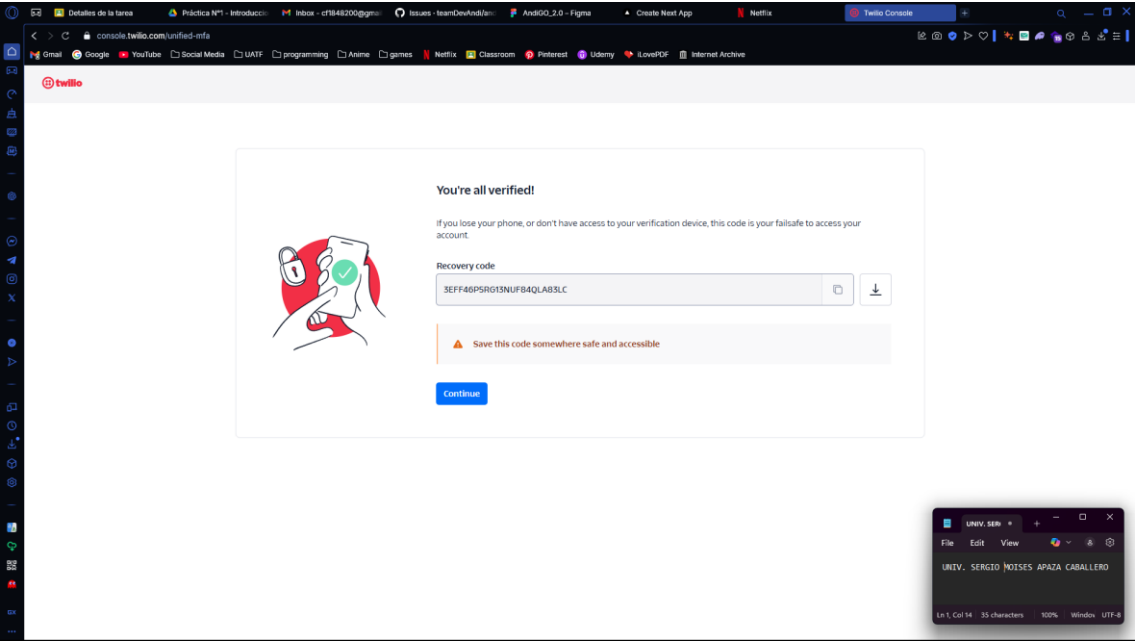 Detalles de la tarea
Práctica N°1 - Introducció
Inbox - cf1848200@gmai
Issues - teamDevAndi/and
AndiGO_2.0 – Figma
Create Next App
Netflix
Twilio Console
console.twilio.com/unified-mfa
Gmail
Google
YouTube
Social Media
UATF
programming
Anime
games
Netflix
Classroom
Pinterest
Udemy
iLovePDF
Internet Archive
twilio
You're all verified!
If you lose your phone, or don't have access to your verification device, this code is your failsafe to access your
account.
Recovery code
3EFF46PSRG13NUF84QLA83LC
Save this code somewhere safe and accessible
Continue
UNIV. SER
File Edit View
UNIV. SERGIO MOISES APAZA CABALLERO
Ln 1, Col 14 35 characters 100% Window UTF-8